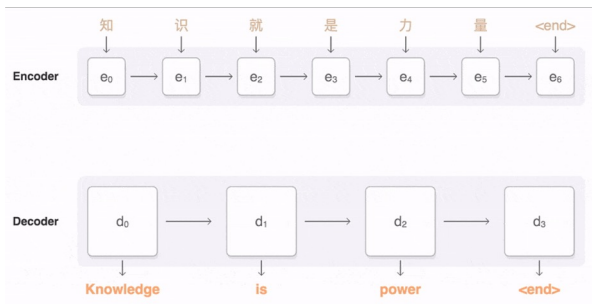 知 识 就 是 力 量 <end>
Encoder e₀ e₁ e₂ e₃ e₄ e₅ e₆
Decoder d₀ d₁ d₂ d₃
Knowledge is power <end>